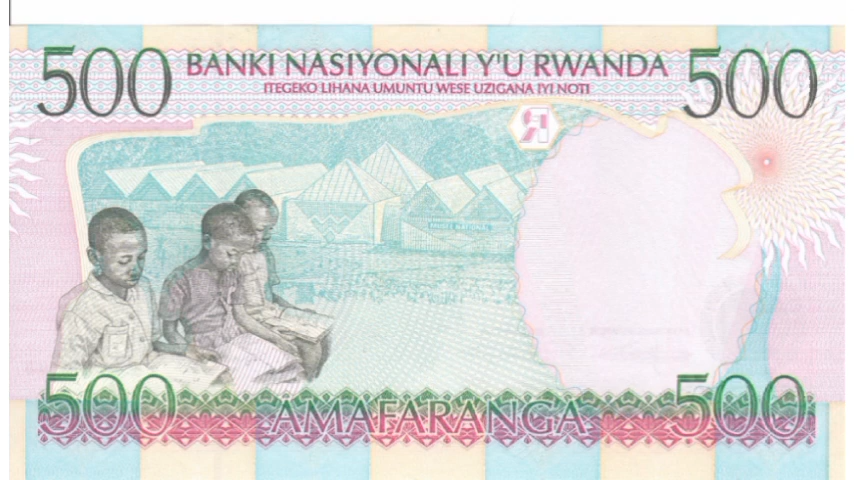 500 BANKI NASIYONALI Y'U RWANDA 500
ITEGEKO LIHANA UMUNTU WESE UZIGANA IYI NOTI
500 AMAFARANGA 500